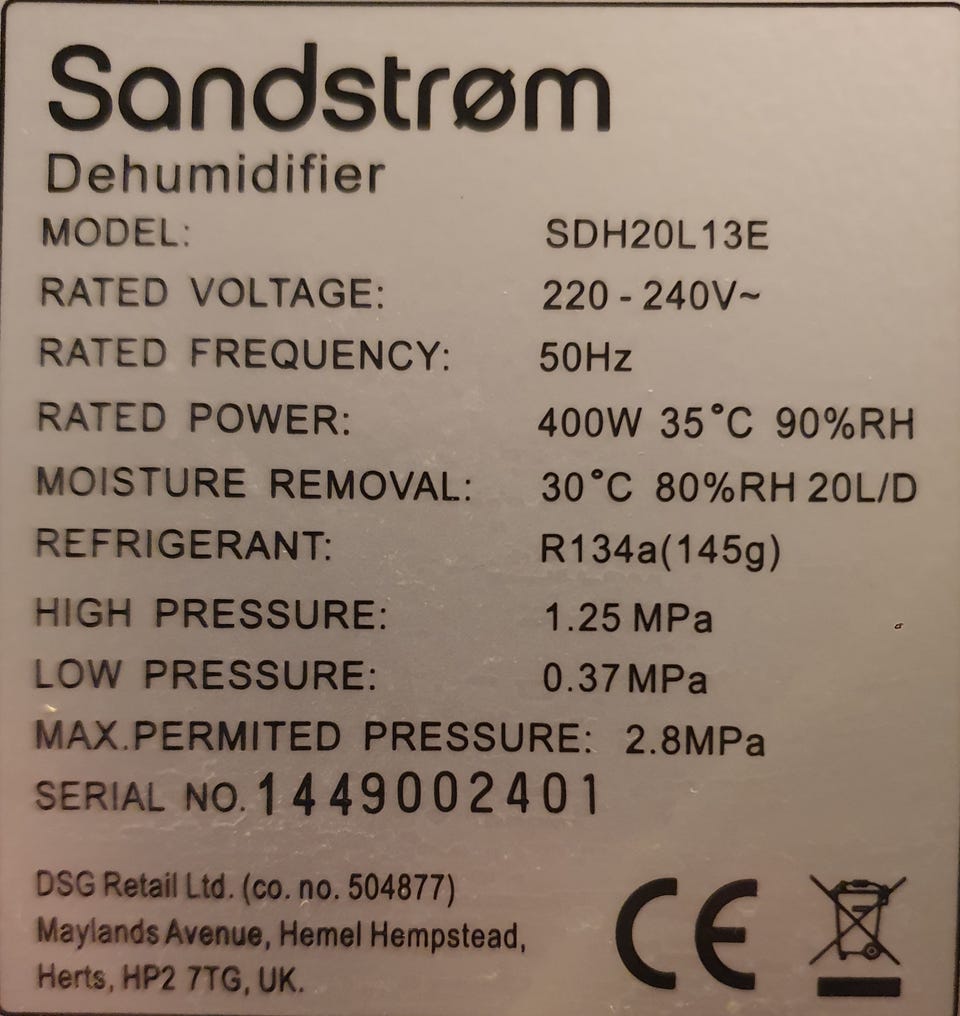 Sandstrøm
Dehumidifier
MODEL: SDH20L13E
RATED VOLTAGE: 220 - 240V~
RATED FREQUENCY: 50Hz
RATED POWER: 400W 35°C 90%RH
MOISTURE REMOVAL: 30°C 80%RH 20L/D
REFRIGERANT: R134a(145g)
HIGH PRESSURE: 1.25 MPa
LOW PRESSURE: 0.37 MPa
MAX.PERMITED PRESSURE: 2.8MPa
SERIAL NO. 1449002401
DSG Retail Ltd. (co. no. 504877)
Maylands Avenue, Hemel Hempstead,
Herts, HP2 7TG, UK.
CE